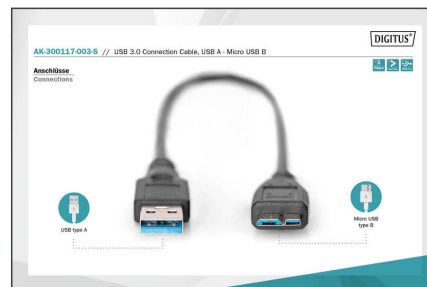 DIGITUS®
AK-300117-003-S // USB 3.0 Connection Cable, USB A - Micro USB B
Anschlüsse
Connections
USB type A
Micro USB
type B